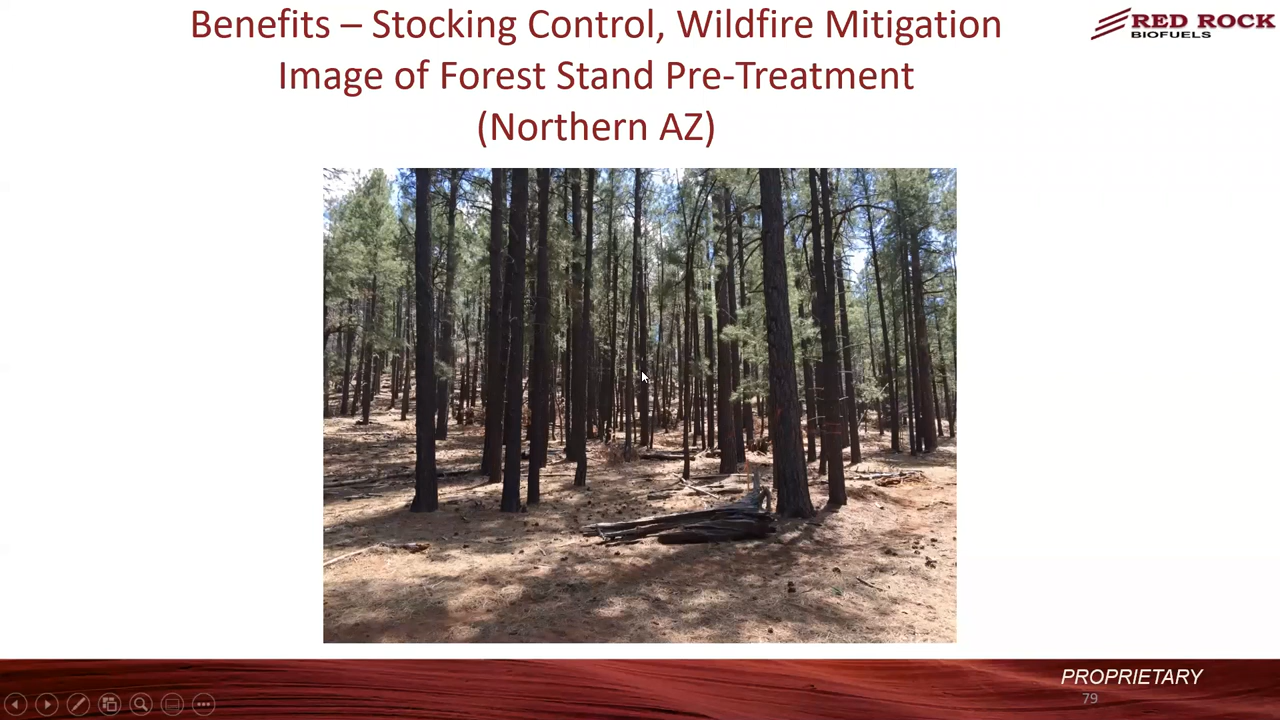 Benefits – Stocking Control, Wildfire Mitigation
RED ROCK
BIOFUELS
Image of Forest Stand Pre-Treatment
(Northern AZ)
PROPRIETARY
79